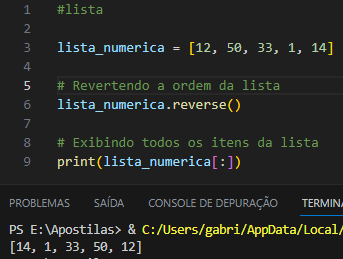 1 #lista
2
3 lista_numerica = [12, 50, 33, 1, 14]
4
5 # Revertendo a ordem da lista
6 lista_numerica.reverse()
7
8 # Exibindo todos os itens da lista
9 print(lista_numerica[:])
PROBLEMAS SAÍDA CONSOLE DE DEPURAÇÃO TERMINA
PS E:\Apostilas> & C:/Users/gabri/AppData/Local/
[14, 1, 33, 50, 12]